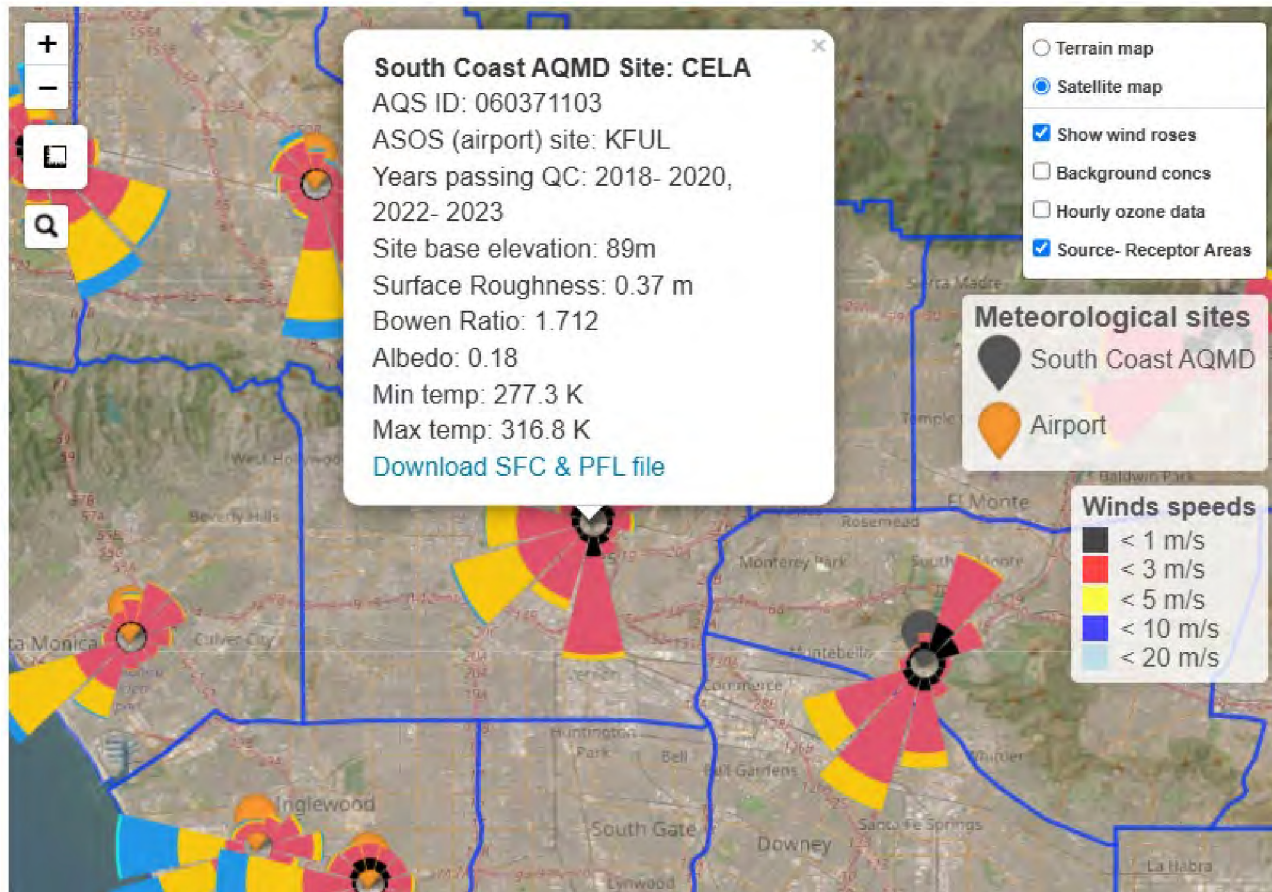 +
−
South Coast AQMD Site: CELA
AQS ID: 060371103
ASOS (airport) site: KFUL
Years passing QC: 2018- 2020,
2022- 2023
Site base elevation: 89m
Surface Roughness: 0.37 m
Bowen Ratio: 1.712
Albedo: 0.18
Min temp: 277.3 K
Max temp: 316.8 K
Download SFC & PFL file
×
Terrain map
Satellite map
Show wind roses
Background concs
Hourly ozone data
Source- Receptor Areas
Meteorological sites
South Coast AQMD
Airport
Winds speeds
< 1 m/s
< 3 m/s
< 5 m/s
< 10 m/s
< 20 m/s
Sierra Madre
Temple
Baldwin Park
El Monte
Rosemead
West Hollywood
Beverly Hills
Monterey Park
South
Monte
ta Monica
Culver City
Montebello
Vernon
Commerce
Huntington
Park
Bell
Bell Gardens
Whittier
Inglewood
South Gate
Downey
Santa Fe Springs
Lynwood
La Habra